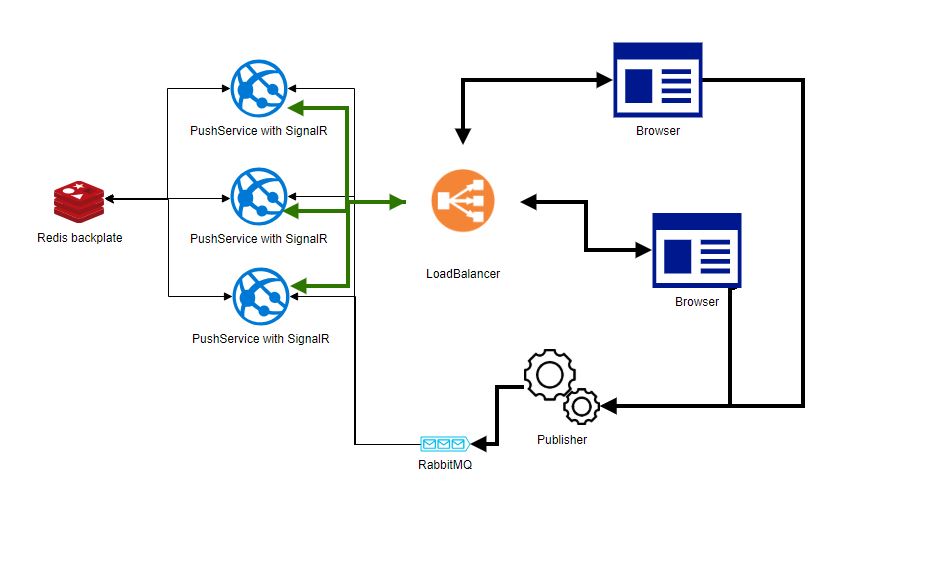 Browser
PushService with SignalR
Redis backplate
PushService with SignalR
LoadBalancer
Browser
PushService with SignalR
Publisher
RabbitMQ